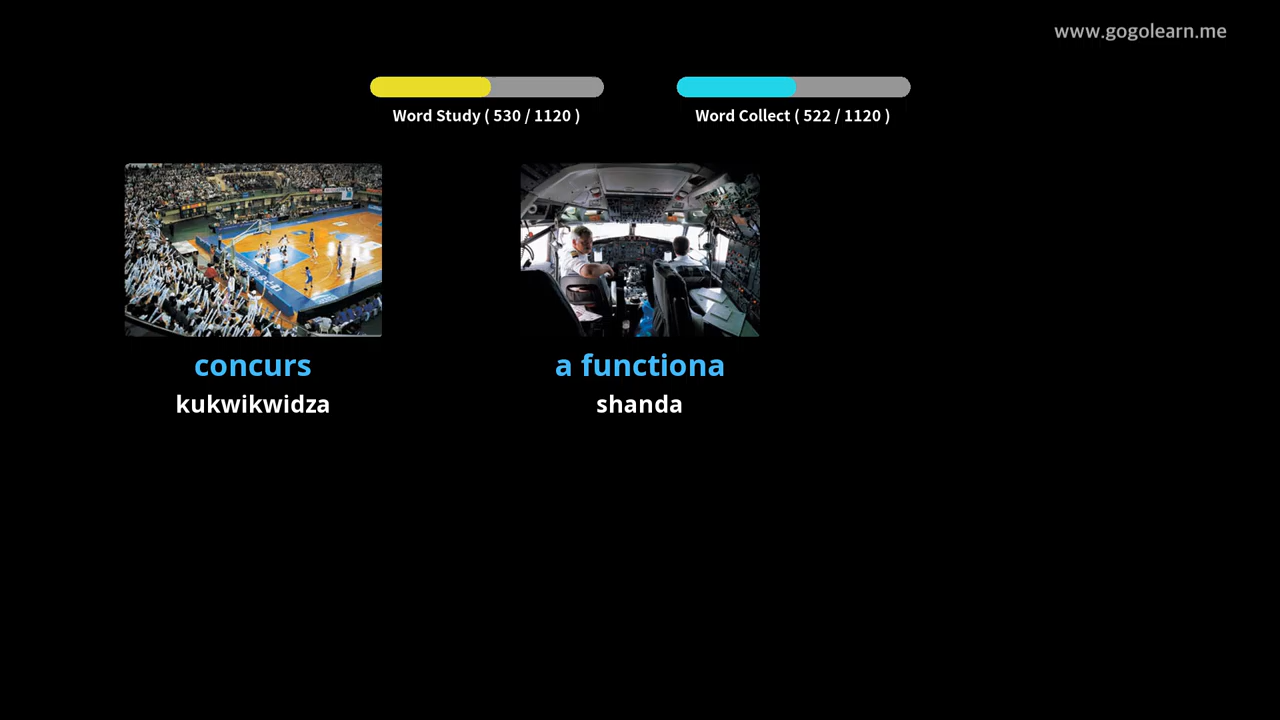 www.gogolearn.me
Word Study ( 530 / 1120 )
Word Collect ( 522 / 1120 )
concurs
kukwikwidza
a functiona
shanda